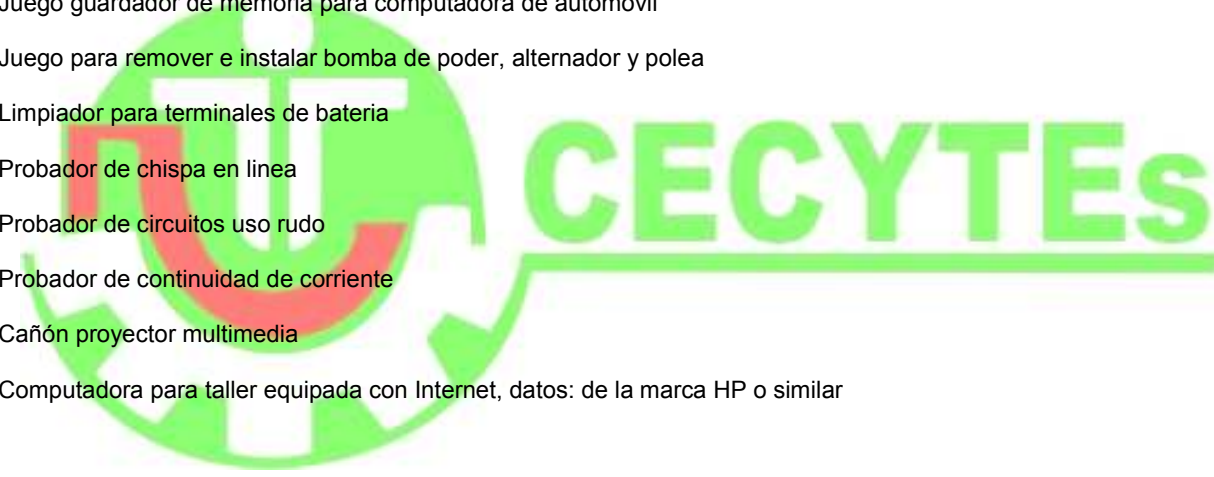 Juego guardador de memoria para computadora de automóvil
Juego para remover e instalar bomba de poder, alternador y polea
Limpiador para terminales de bateria
Probador de chispa en linea
Probador de circuitos uso rudo
Probador de continuidad de corriente
Cañón proyector multimedia
Computadora para taller equipada con Internet, datos: de la marca HP o similar
CECYTEs